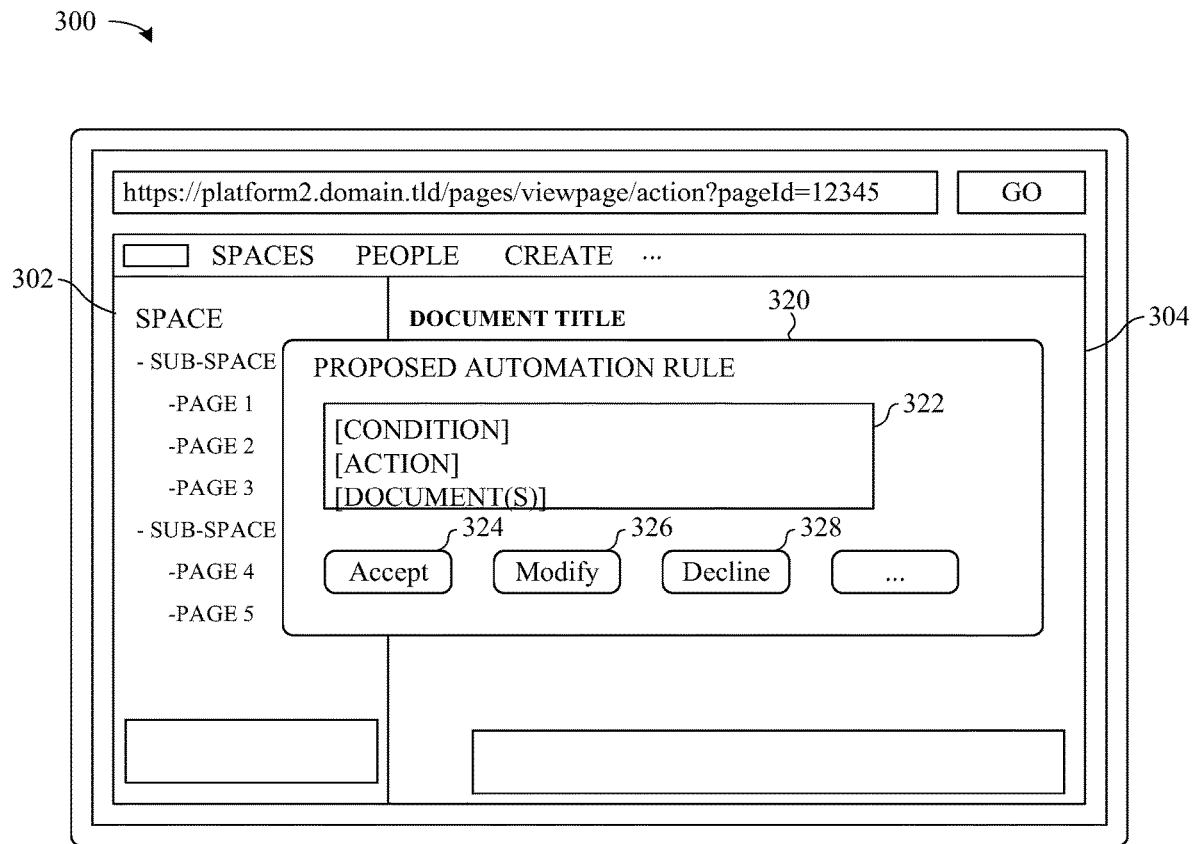 300
https://platform2.domain.tld/pages/viewpage/action?pageId=12345 GO
SPACES PEOPLE CREATE ...
302
SPACE
- SUB-SPACE
-PAGE 1
-PAGE 2
-PAGE 3
- SUB-SPACE
-PAGE 4
-PAGE 5
DOCUMENT TITLE
320
304
PROPOSED AUTOMATION RULE
322
[CONDITION]
[ACTION]
[DOCUMENT(S)]
324 326 328
Accept Modify Decline ...